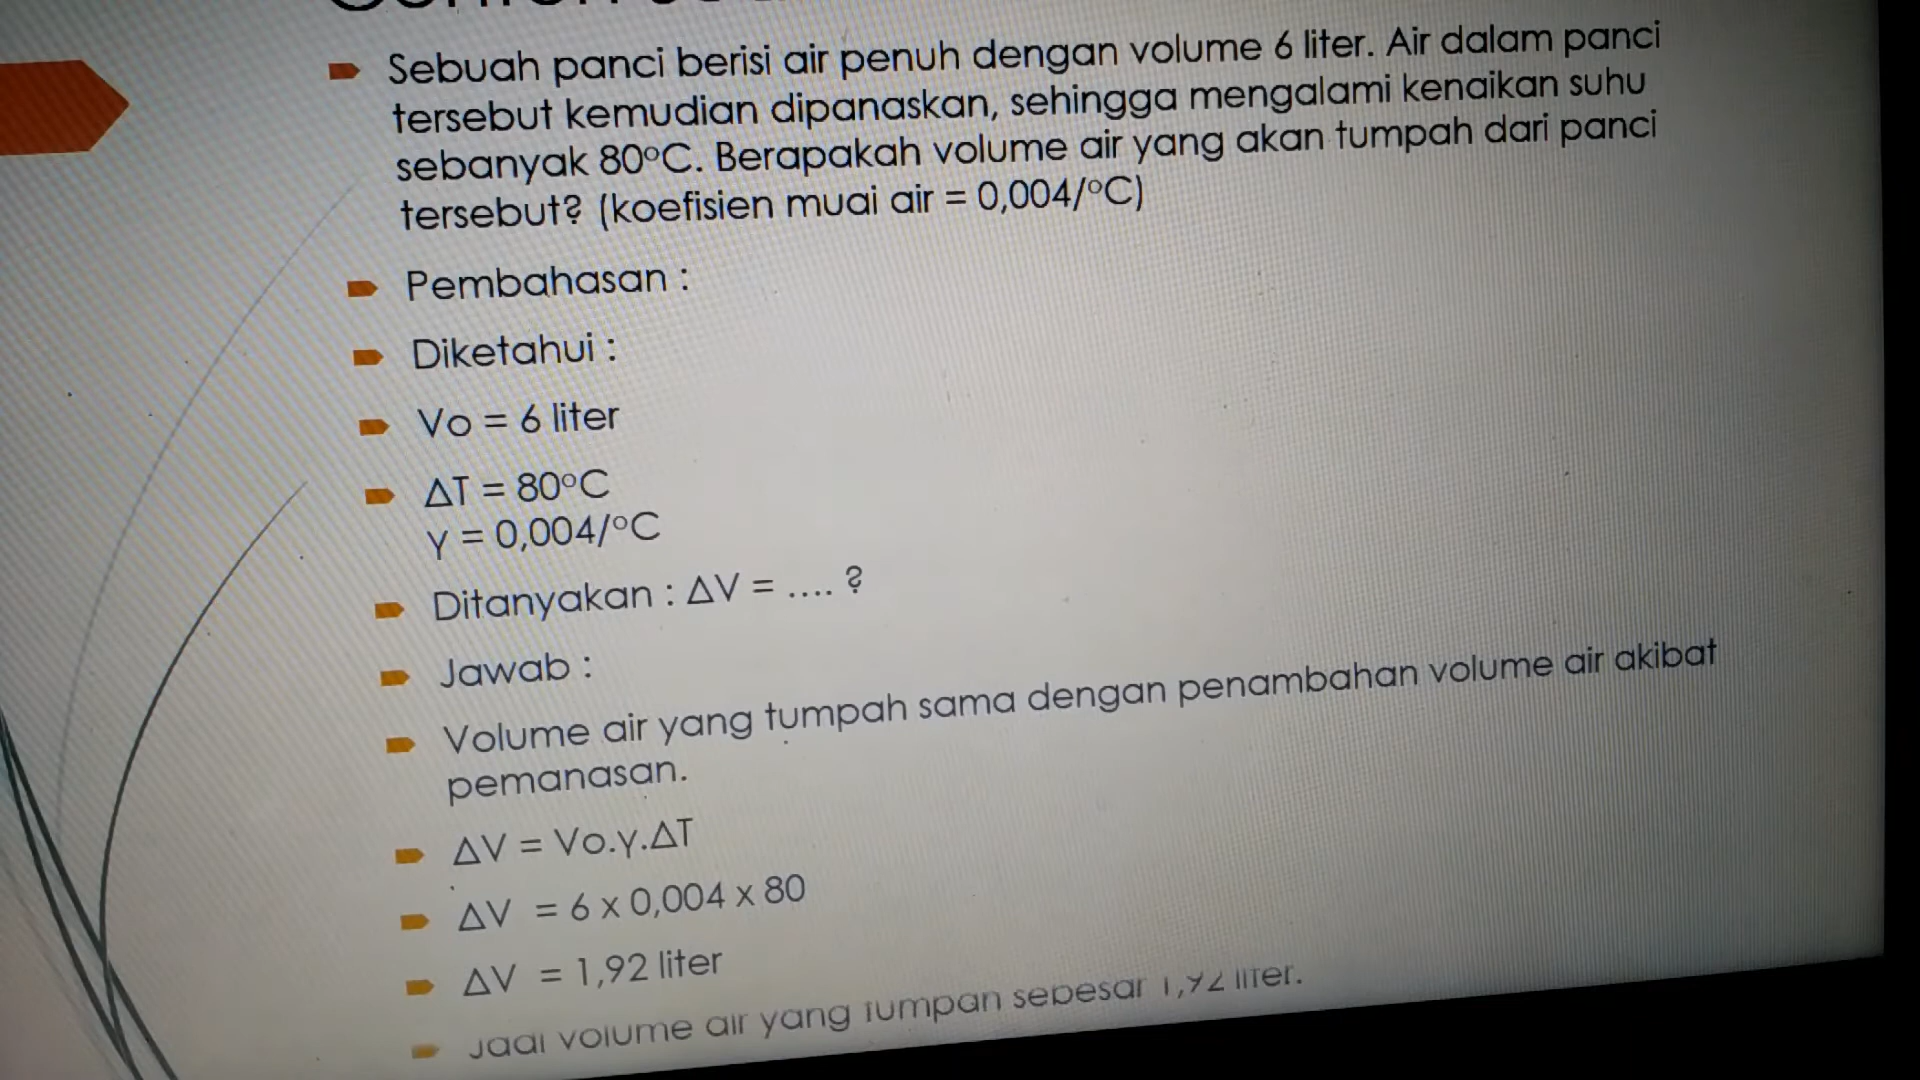 Sebuah panci berisi air penuh dengan volume 6 liter. Air dalam panci
tersebut kemudian dipanaskan, sehingga mengalami kenaikan suhu
sebanyak 80°C. Berapakah volume air yang akan tumpah dari panci
tersebut? (koefisien muai air = 0,004/°C)
Pembahasan :
Diketahui :
Vo = 6 liter
ΔT = 80°C
γ = 0,004/°C
Ditanyakan : ΔV = .... ?
Jawab :
Volume air yang tumpah sama dengan penambahan volume air akibat
pemanasan.
ΔV = Vo.γ.ΔT
ΔV = 6 x 0,004 x 80
ΔV = 1,92 liter
Jadi volume air yang tumpah sebesar 1,92 liter.